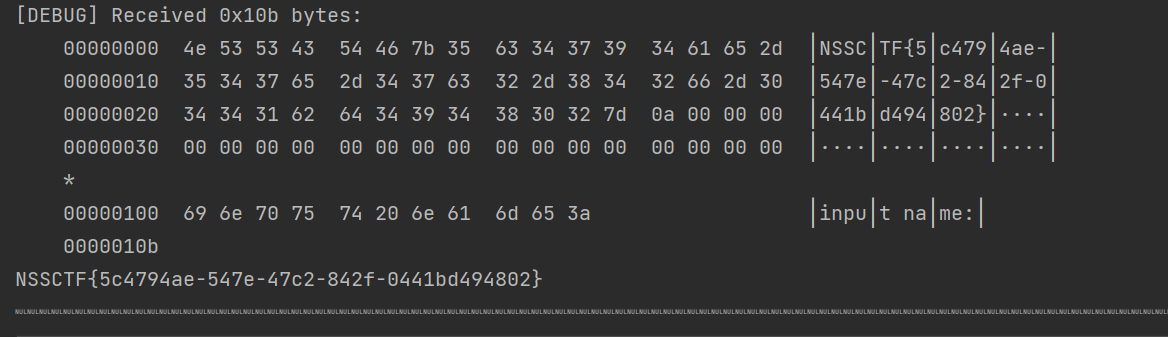 [DEBUG] Received 0x10b bytes:
00000000 4e 53 53 43 54 46 7b 35 63 34 37 39 34 61 65 2d │NSSC│TF{5│c479│4ae-│
00000010 35 34 37 65 2d 34 37 63 32 2d 38 34 32 66 2d 30 │547e│-47c│2-84│2f-0│
00000020 34 34 31 62 64 34 39 34 38 30 32 7d 0a 00 00 00 │441b│d494│802}│····│
00000030 00 00 00 00 00 00 00 00 00 00 00 00 00 00 00 00 │····│····│····│····│
*
00000100 69 6e 70 75 74 20 6e 61 6d 65 3a │inpu│t na│me:│
0000010b
NSSCTF{5c4794ae-547e-47c2-842f-0441bd494802}